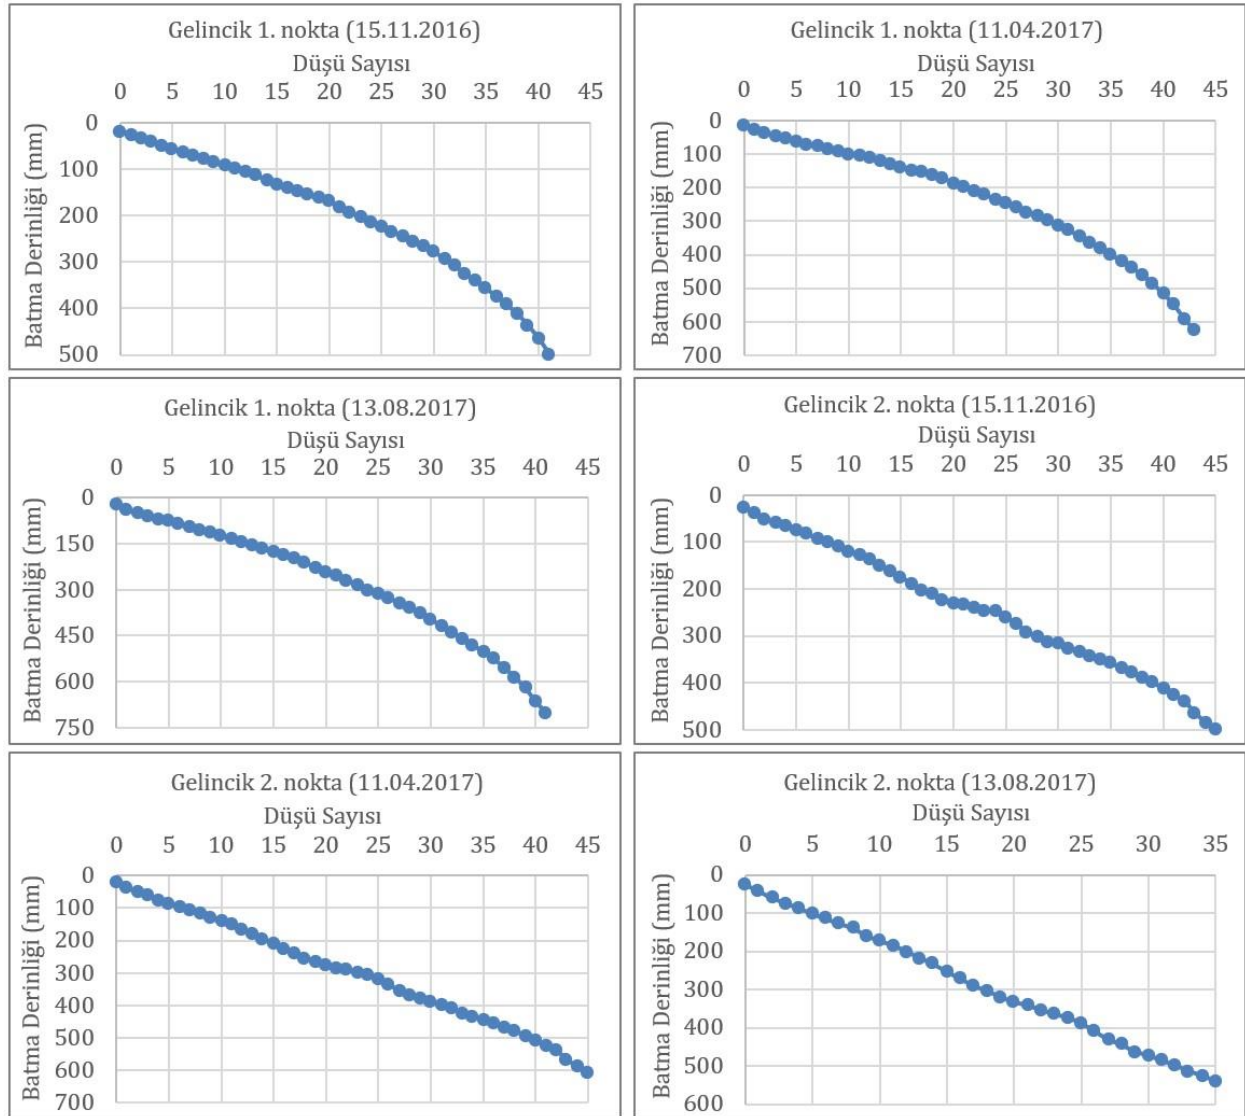 Gelincik 1. nokta (15.11.2016)
Düşü Sayısı
0 5 10 15 20 25 30 35 40 45
Batma Derinliği (mm)
0
100
200
300
400
500
Gelincik 1. nokta (11.04.2017)
Düşü Sayısı
0 5 10 15 20 25 30 35 40 45
Batma Derinliği (mm)
0
100
200
300
400
500
600
700
Gelincik 1. nokta (13.08.2017)
Düşü Sayısı
0 5 10 15 20 25 30 35 40 45
Batma Derinliği (mm)
0
150
300
450
600
750
Gelincik 2. nokta (15.11.2016)
Düşü Sayısı
0 5 10 15 20 25 30 35 40 45
Batma Derinliği (mm)
0
100
200
300
400
500
Gelincik 2. nokta (11.04.2017)
Düşü Sayısı
0 5 10 15 20 25 30 35 40 45
Batma Derinliği (mm)
0
100
200
300
400
500
600
700
Gelincik 2. nokta (13.08.2017)
Düşü Sayısı
0 5 10 15 20 25 30 35
Batma Derinliği (mm)
0
100
200
300
400
500
600